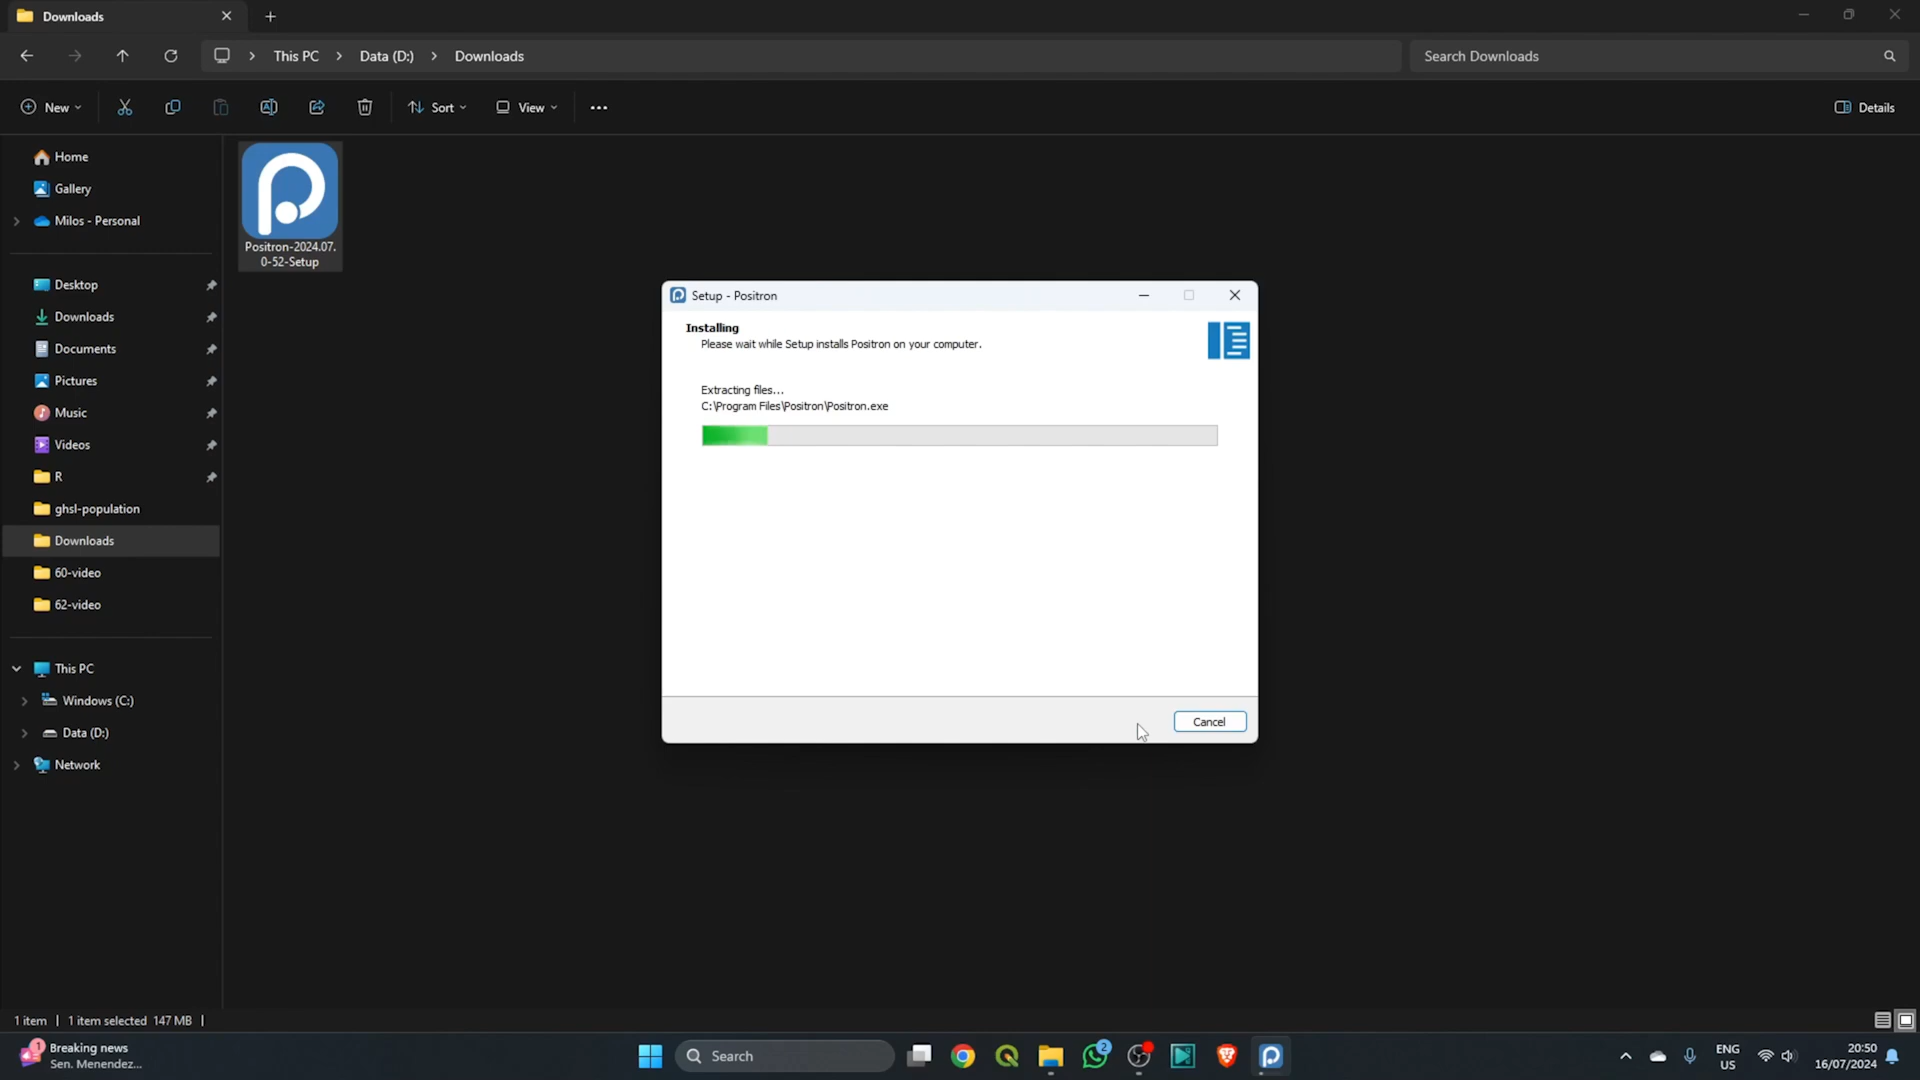 Downloads
This PC
Data (D:)
Downloads
Search Downloads
New
Sort
View
Details
Home
Gallery
Milos - Personal
Desktop
Downloads
Documents
Pictures
Music
Videos
R
ghsl-population
Downloads
60-video
62-video
This PC
Windows (C:)
Data (D:)
Network
Positron-2024.07.
0-52-Setup
Setup - Positron
Installing
Please wait while Setup installs Positron on your computer.
Extracting files...
C:\Program Files\Positron\Positron.exe
Cancel
1 item
1 item selected 147 MB
1
Breaking news
Sen. Menendez...
Search
2
ENG
US
20:50
16/07/2024